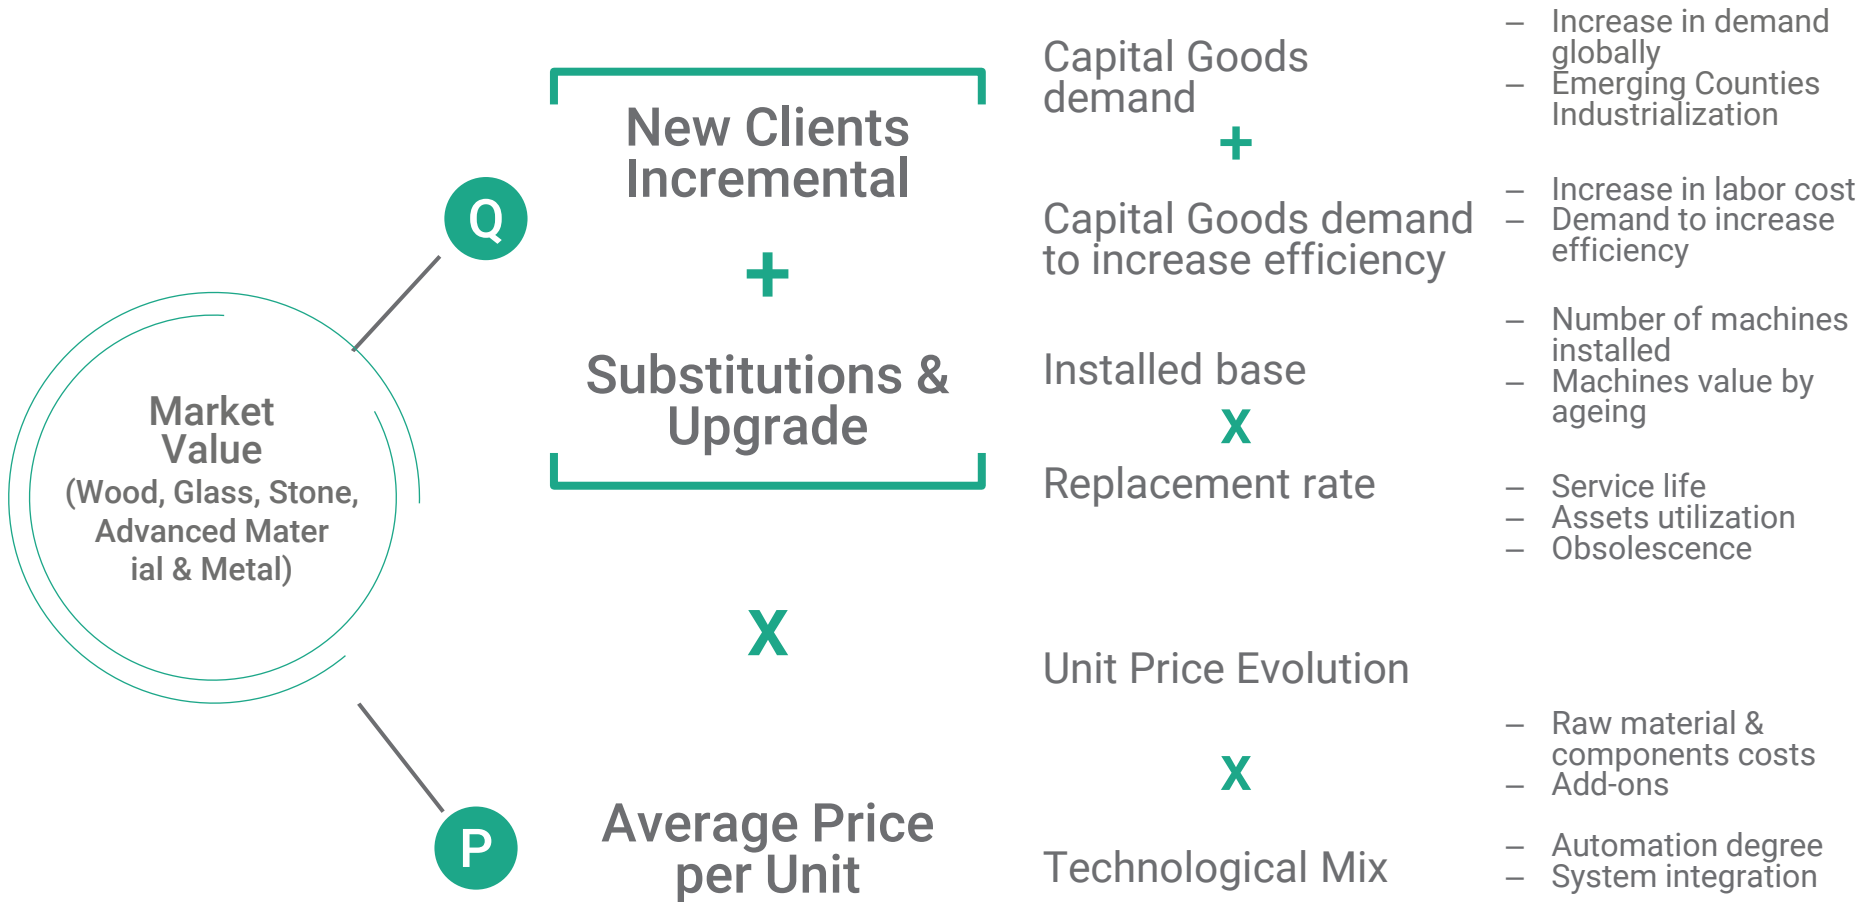 Market
Value
(Wood, Glass, Stone,
Advanced Mater
ial & Metal)
Q
New Clients
Incremental
+
Substitutions &
Upgrade
x
P
Average Price
per Unit
Capital Goods
demand
+
Capital Goods demand
to increase efficiency
Installed base
x
Replacement rate
Unit Price Evolution
x
Technological Mix
– Increase in demand
globally
– Emerging Counties
Industrialization
– Increase in labor cost
– Demand to increase
efficiency
– Number of machines
installed
– Machines value by
ageing
– Service life
– Assets utilization
– Obsolescence
– Raw material &
components costs
– Add-ons
– Automation degree
– System integration